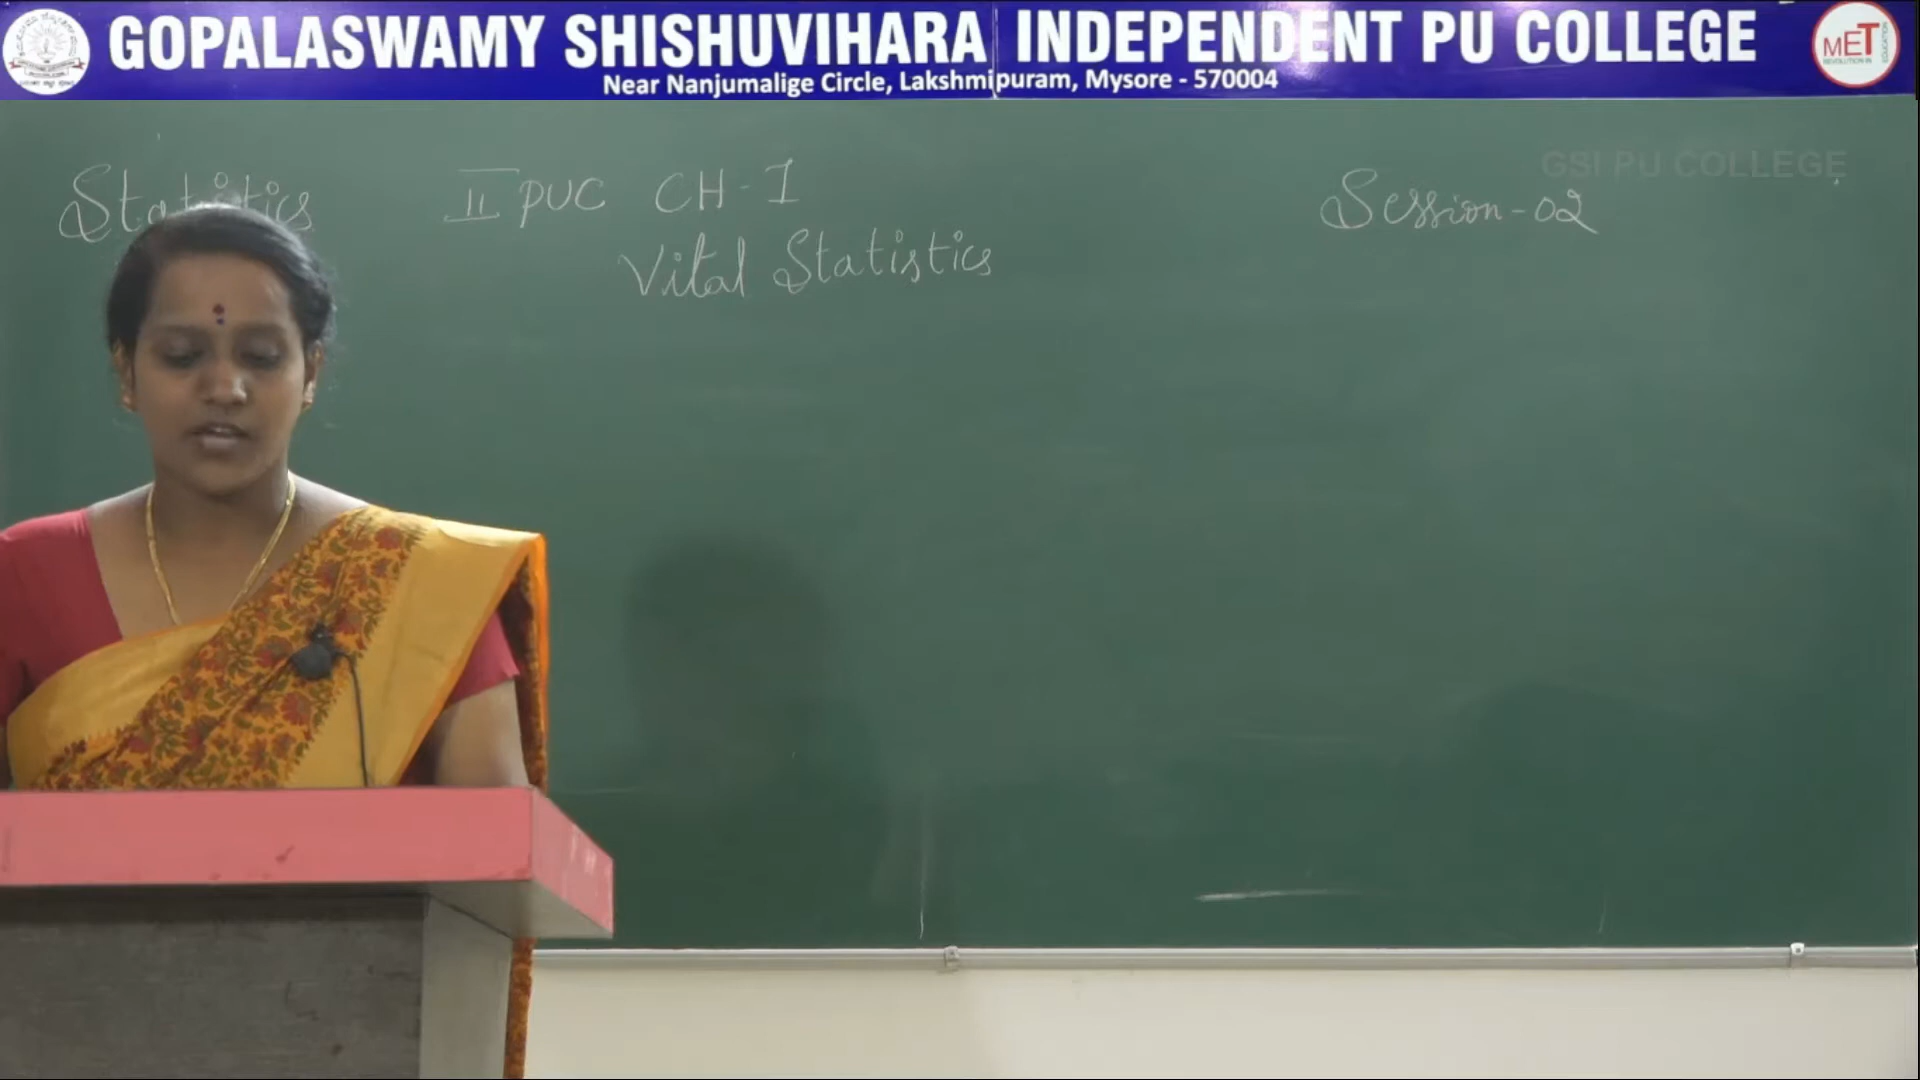 GOPALASWAMY SHISHUVIHARA INDEPENDENT PU COLLEGE
Near Nanjumalige Circle, Lakshmipuram, Mysore - 570004
MET
GSI PU COLLEGE
Statistics II PUC CH-I Session-02
Vital Statistics